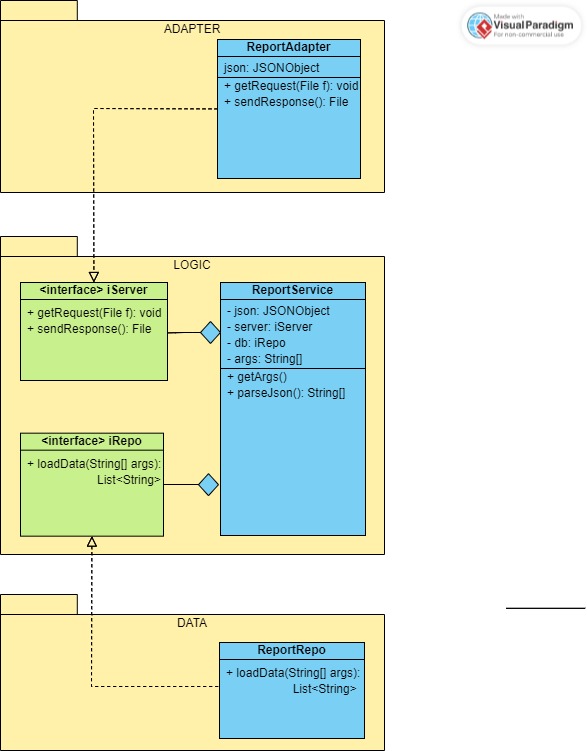 Made with
Visual Paradigm
For non-commercial use
ADAPTER
ReportAdapter
json: JSONObject
+ getRequest(File f): void
+ sendResponse(): File
LOGIC
<interface> iServer
+ getRequest(File f): void
+ sendResponse(): File
ReportService
- json: JSONObject
- server: iServer
- db: iRepo
- args: String[]
+ getArgs()
+ parseJson(): String[]
<interface> iRepo
+ loadData(String[] args):
List<String>
DATA
ReportRepo
+ loadData(String[] args):
List<String>